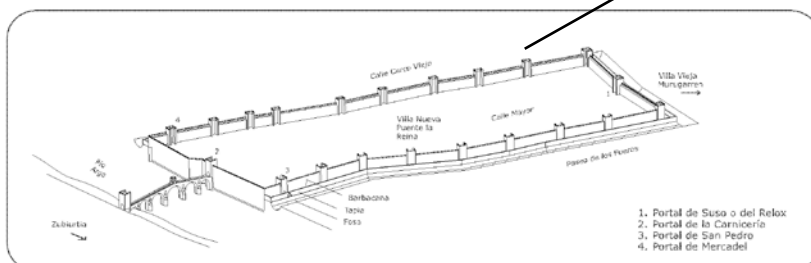 Calle Cerco Viejo
Villa Vieja
Murugarren
1
4
Villa Nueva
Puente la
Reina
Calle Mayor
2
Río
Arga
3
Paseo de los Fueros
Barbacana
Tapia
Foso
Zubiurtia
1. Portal de Suso o del Relox
2. Portal de la Carnicería
3. Portal de San Pedro
4. Portal de Mercadel